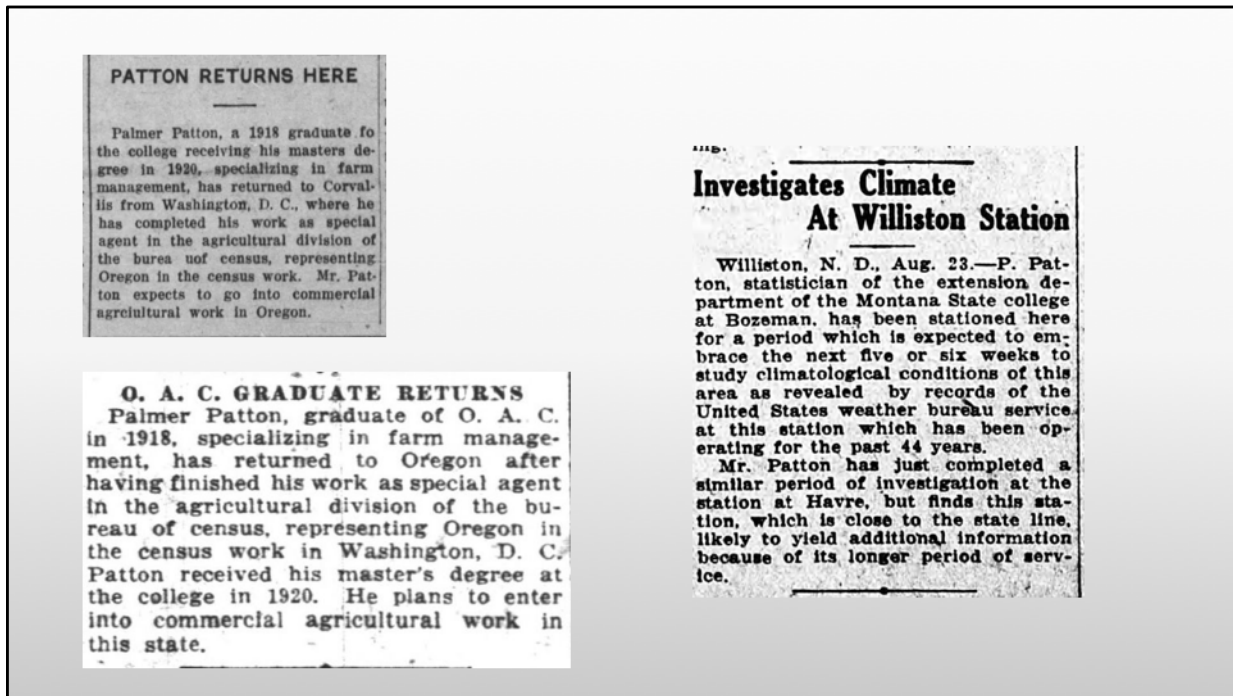 PATTON RETURNS HERE
Palmer Patton, a 1918 graduate fo
the college receiving his masters de-
gree in 1920, specializing in farm
management, has returned to Corval-
lis from Washington, D. C., where he
has completed his work as special
agent in the agricultural division of
the burea uof census, representing
Oregon in the census work. Mr. Pat-
ton expects to go into commercial
agrciultural work in Oregon.
O. A. C. GRADUATE RETURNS
Palmer Patton, graduate of O. A. C.
in 1918, specializing in farm manage-
ment, has returned to Oregon after
having finished his work as special agent
in the agricultural division of the bu-
reau of census, representing Oregon in
the census work in Washington, D. C.
Patton received his master's degree at
the college in 1920. He plans to enter
into commercial agricultural work in
this state.
Investigates Climate
At Williston Station
Williston, N. D., Aug. 23.—P. Pat-
ton, statistician of the extension de-
partment of the Montana State college
at Bozeman, has been stationed here
for a period which is expected to em-
brace the next five or six weeks to
study climatological conditions of this
area as revealed by records of the
United States weather bureau service
at this station which has been op-
erating for the past 44 years.
Mr. Patton has just completed a
similar period of investigation at the
station at Havre, but finds this sta-
tion, which is close to the state line,
likely to yield additional information
because of its longer period of serv-
ice.